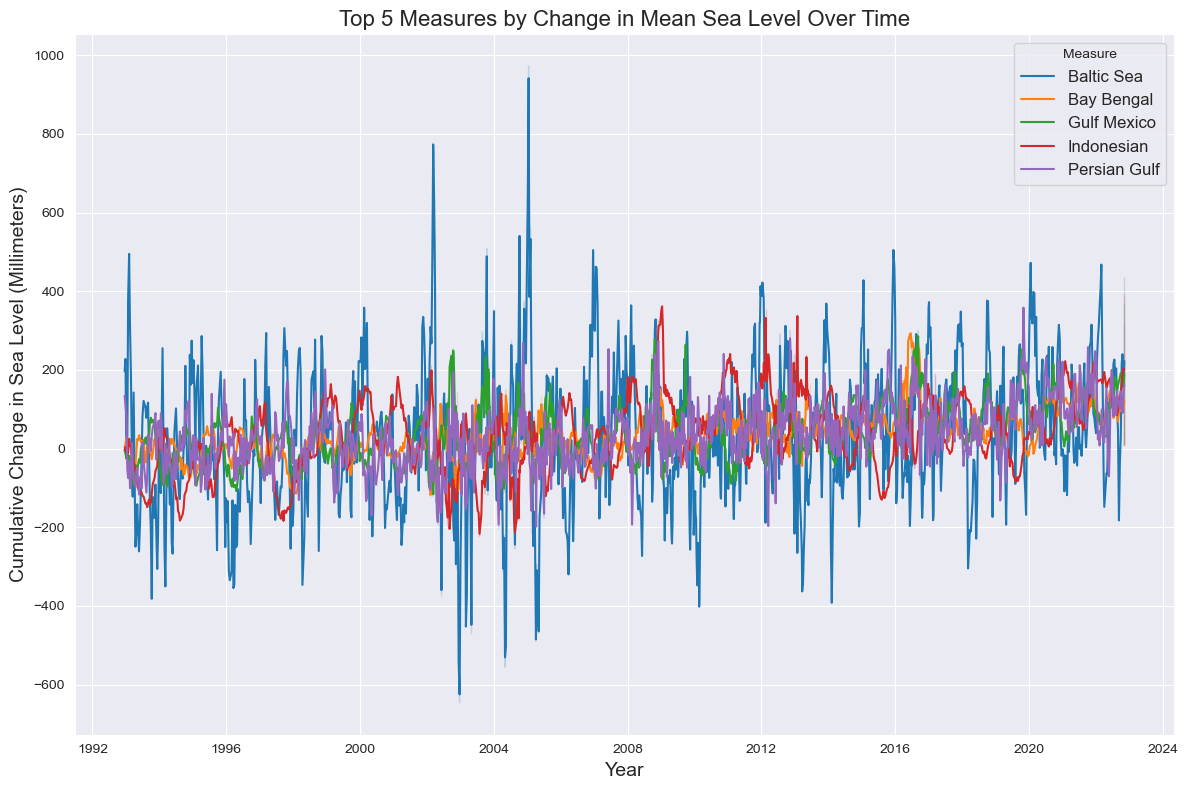 Top 5 Measures by Change in Mean Sea Level Over Time
Cumulative Change in Sea Level (Millimeters)
1000
800
600
400
200
0
−200
−400
−600
Measure
Baltic Sea
Bay Bengal
Gulf Mexico
Indonesian
Persian Gulf
1992 1996 2000 2004 2008 2012 2016 2020 2024
Year